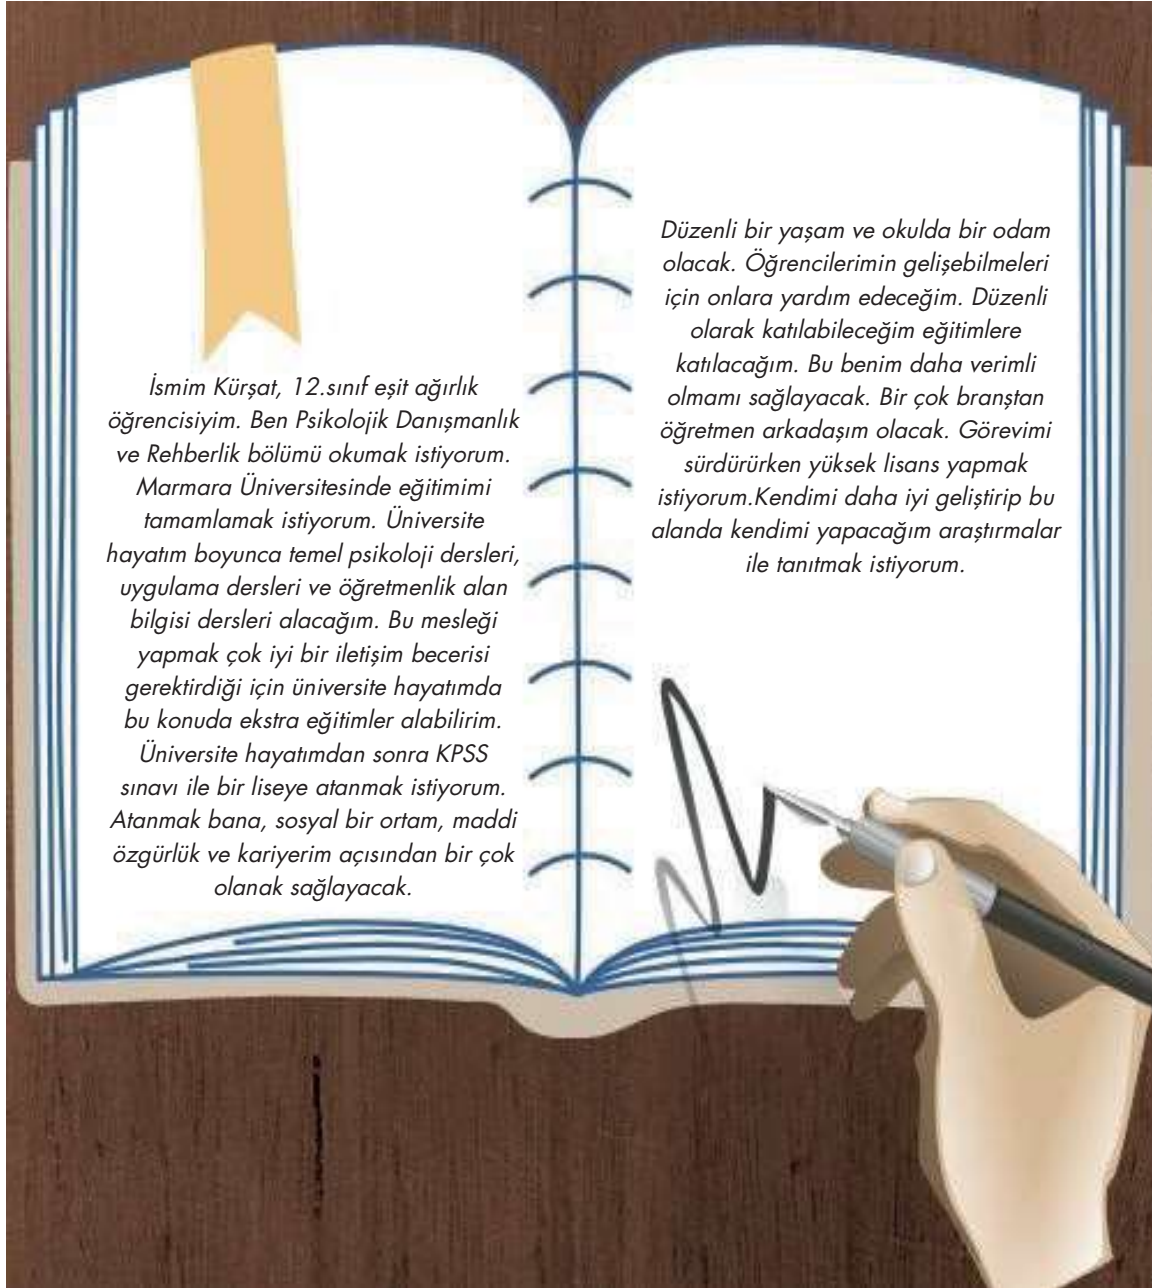 İsmim Kürşat, 12.sınıf eşit ağırlık
öğrencisiyim. Ben Psikolojik Danışmanlık
ve Rehberlik bölümü okumak istiyorum.
Marmara Üniversitesinde eğitimimi
tamamlamak istiyorum. Üniversite
hayatım boyunca temel psikoloji dersleri,
uygulama dersleri ve öğretmenlik alan
bilgisi dersleri alacağım. Bu mesleği
yapmak çok iyi bir iletişim becerisi
gerektirdiği için üniversite hayatımda
bu konuda ekstra eğitimler alabilirim.
Üniversite hayatımdan sonra KPSS
sınavı ile bir liseye atanmak istiyorum.
Atanmak bana, sosyal bir ortam, maddi
özgürlük ve kariyerim açısından bir çok
olanak sağlayacak.
Düzenli bir yaşam ve okulda bir odam
olacak. Öğrencilerimin gelişebilmeleri
için onlara yardım edeceğim. Düzenli
olarak katılabileceğim eğitimlere
katılacağım. Bu benim daha verimli
olmamı sağlayacak. Bir çok branştan
öğretmen arkadaşım olacak. Görevimi
sürdürürken yüksek lisans yapmak
istiyorum.Kendimi daha iyi geliştirip bu
alanda kendimi yapacağım araştırmalar
ile tanıtmak istiyorum.